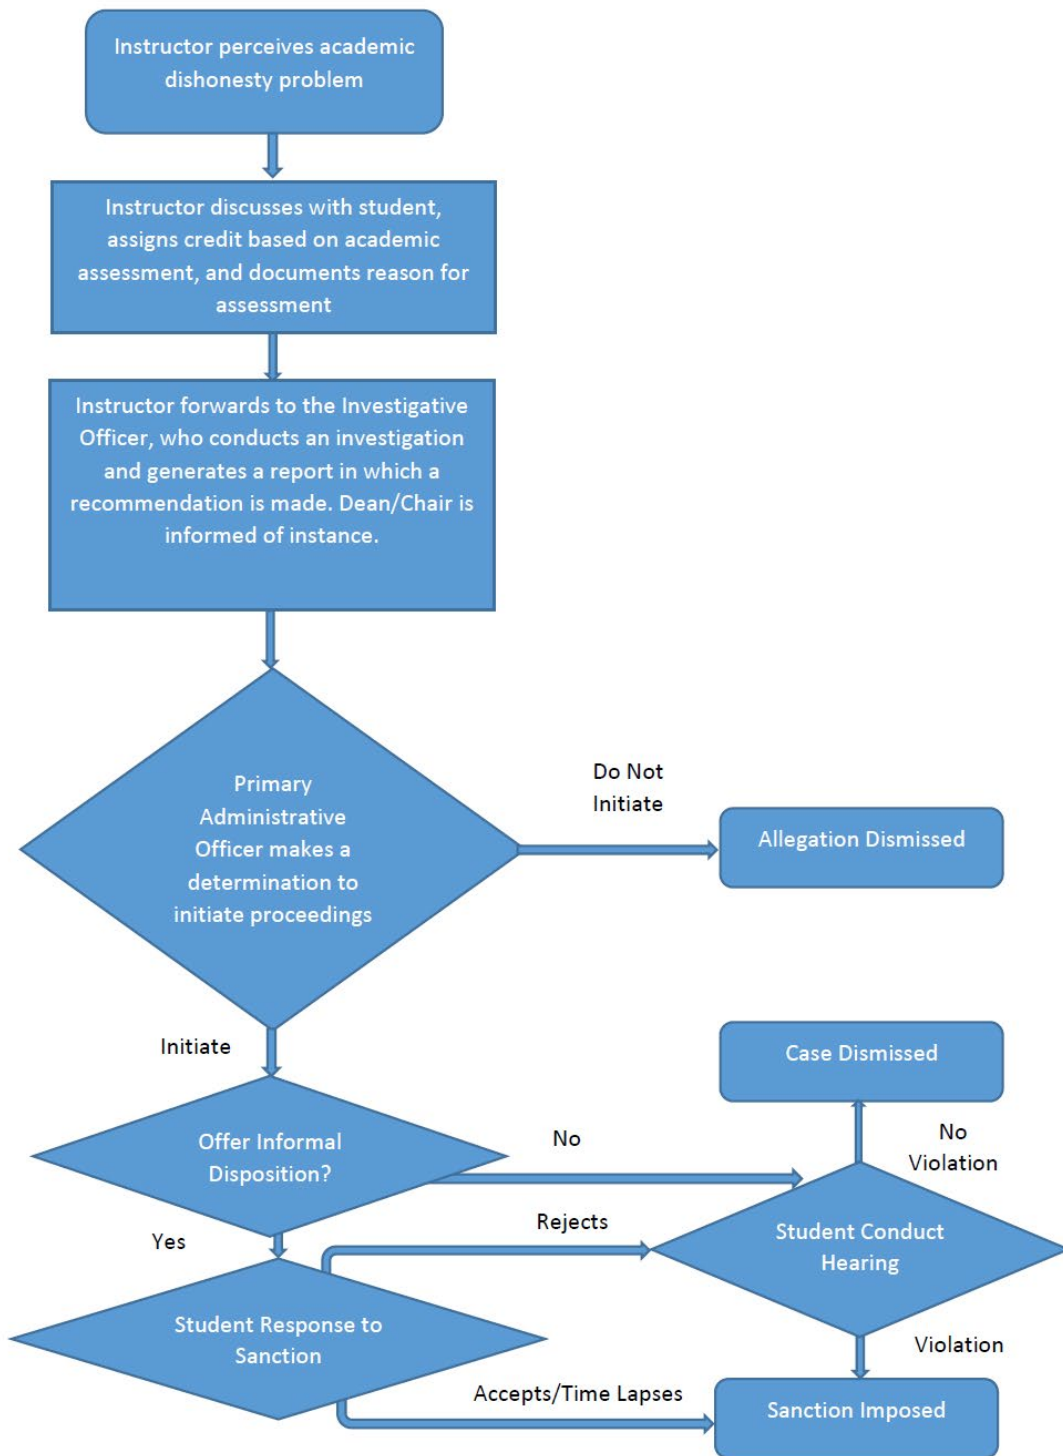 Instructor perceives academic
dishonesty problem
Instructor discusses with student,
assigns credit based on academic
assessment, and documents reason for
assessment
Instructor forwards to the Investigative
Officer, who conducts an investigation
and generates a report in which a
recommendation is made. Dean/Chair is
informed of instance.
Primary
Administrative
Officer makes a
determination to
initiate proceedings
Do Not
Initiate
Allegation Dismissed
Initiate
Case Dismissed
Offer Informal
Disposition?
No
No
Violation
Yes
Rejects
Student Conduct
Hearing
Student Response to
Sanction
Violation
Accepts/Time Lapses
Sanction Imposed